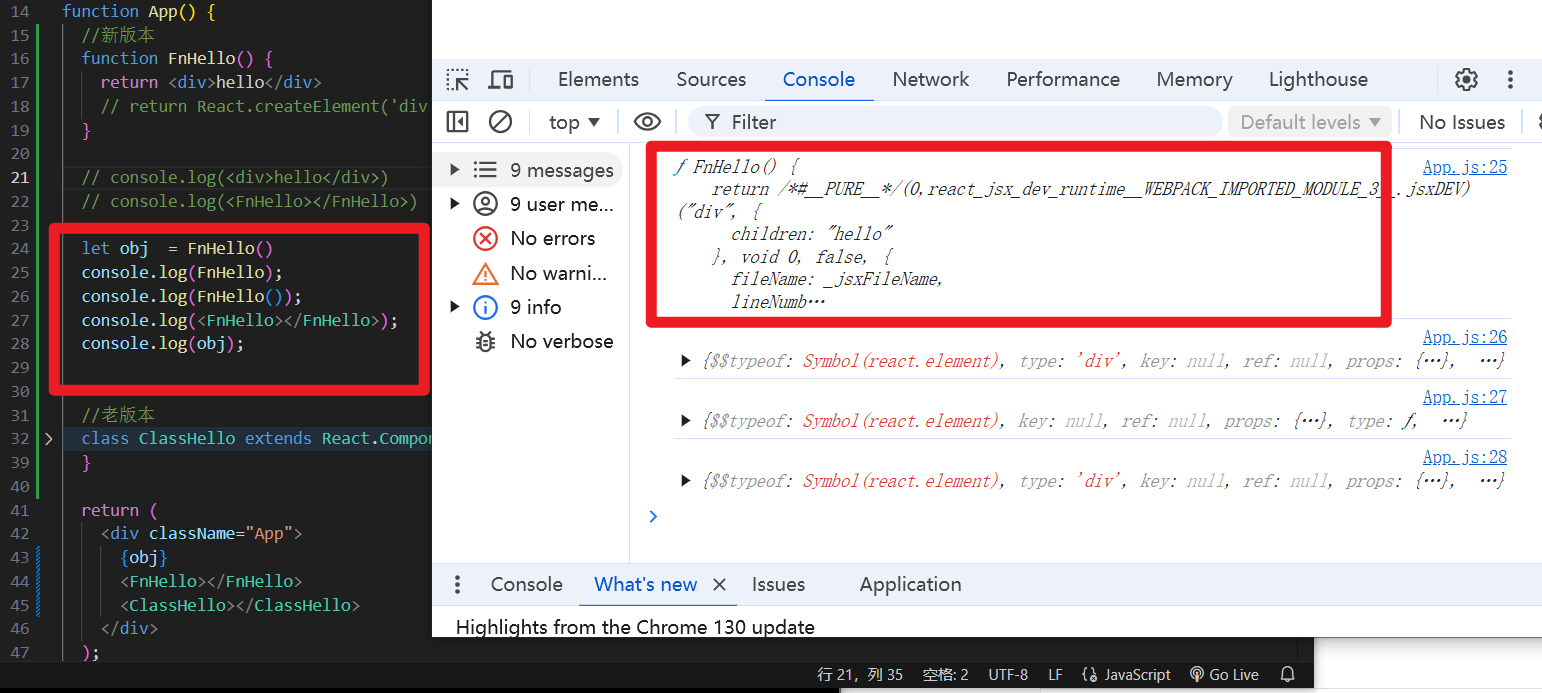 14 function App() {
15 //新版本
16 function FnHello() {
17 return <div>hello</div>
18 // return React.createElement('div
19 }
20
21 // console.log(<div>hello</div>)
22 // console.log(<FnHello></FnHello>)
23
24 let obj  = FnHello()
25 console.log(FnHello);
26 console.log(FnHello());
27 console.log(<FnHello></FnHello>);
28 console.log(obj);
29
30
31 //老版本
32 class ClassHello extends React.Compor
39 }
40
41 return (
42 <div className="App">
43 {obj}
44 <FnHello></FnHello>
45 <ClassHello></ClassHello>
46 </div>
47 );
Elements Sources Console Network Performance Memory Lighthouse
top ▼ Filter Default levels ▼ No Issues
9 messages
9 user me...
No errors
No warni...
9 info
No verbose
App.js:25
ƒ FnHello() {
return /*#__PURE__*/(0,react_jsx_dev_runtime__WEBPACK_IMPORTED_MODULE_3__.jsxDEV)
("div", {
children: "hello"
}, void 0, false, {
fileName: _jsxFileName,
lineNumb…
App.js:26
▶ {$$typeof: Symbol(react.element), type: 'div', key: null, ref: null, props: {…}, …}
App.js:27
▶ {$$typeof: Symbol(react.element), key: null, ref: null, props: {…}, type: ƒ, …}
App.js:28
▶ {$$typeof: Symbol(react.element), type: 'div', key: null, ref: null, props: {…}, …}
Console What's new × Issues Application
Highlights from the Chrome 130 update
行 21，列 35 空格: 2 UTF-8 LF JavaScript Go Live